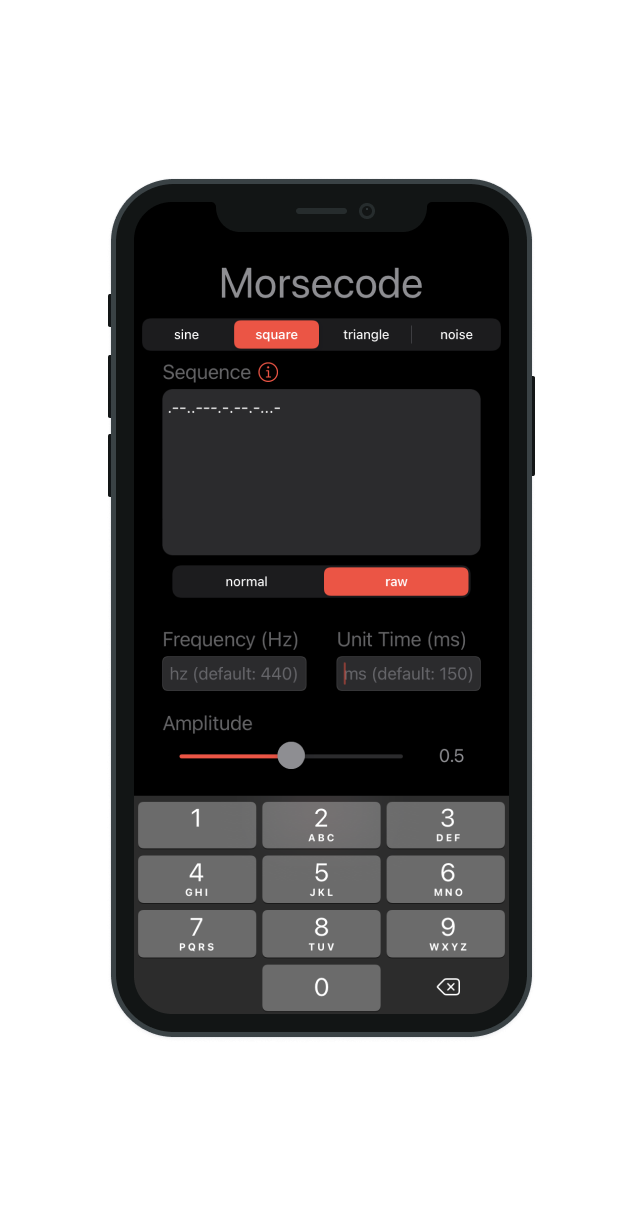 Morsecode
sine square triangle noise
Sequence
.--..---.-.--.-...-
normal raw
Frequency (Hz) Unit Time (ms)
hz (default: 440) ms (default: 150)
Amplitude
0.5
1 2 3
ABC DEF
4 5 6
GHI JKL MNO
7 8 9
PQRS TUV WXYZ
0